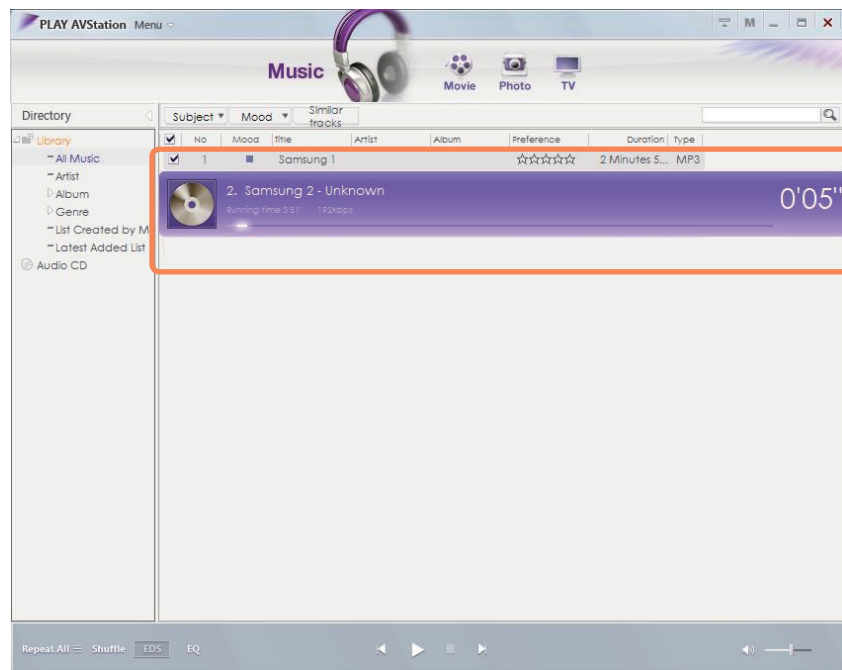 PLAY AVStation Menu
M
Music
Movie Photo TV
Directory
Subject Mood Similar tracks
Library
No Mood Title Artist Album Preference Duration Type
All Music
1 Samsung 1 2 Minutes 5... MP3
Artist
Album
Genre
List Created by M
Latest Added List
Audio CD
2. Samsung 2 - Unknown
0'05"
Running time 3'51" 192Kbps
Repeat All Shuffle EDS EQ